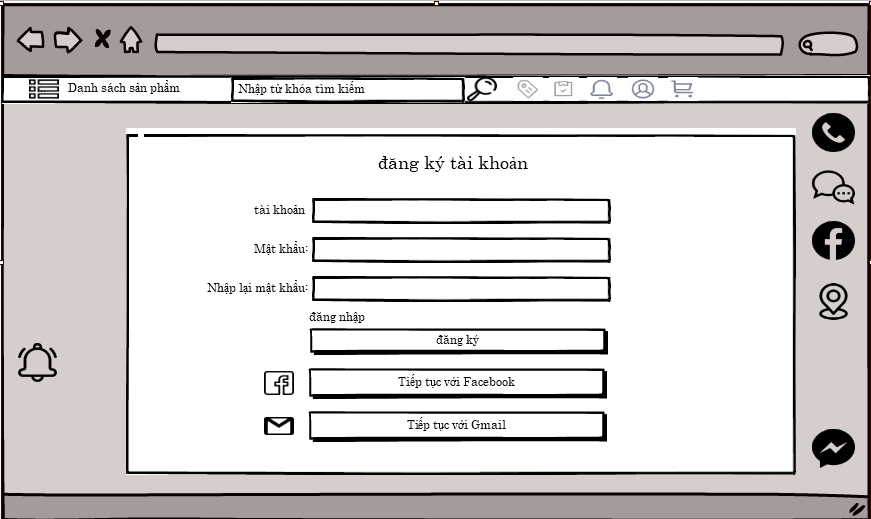 Danh sách sản phẩm
Nhập từ khóa tìm kiếm
đăng ký tài khoản
tài khoản
Mật khẩu:
Nhập lại mật khẩu:
đăng nhập
đăng ký
Tiếp tục với Facebook
Tiếp tục với Gmail